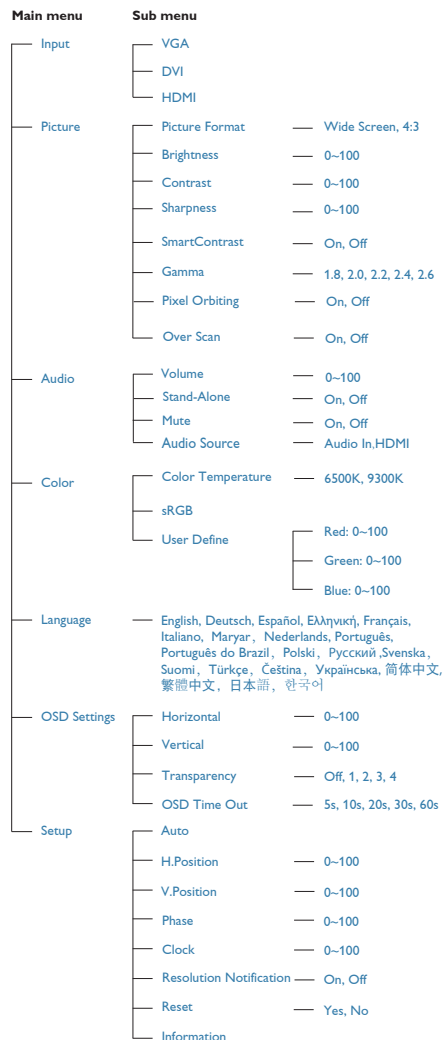 Main menu Sub menu
Input VGA
DVI
HDMI
Picture Picture Format Wide Screen, 4:3
Brightness 0~100
Contrast 0~100
Sharpness 0~100
SmartContrast On, Off
Gamma 1.8, 2.0, 2.2, 2.4, 2.6
Pixel Orbiting On, Off
Over Scan On, Off
Audio Volume 0~100
Stand-Alone On, Off
Mute On, Off
Audio Source Audio In,HDMI
Color Color Temperature 6500K, 9300K
sRGB
User Define Red: 0~100
Green: 0~100
Blue: 0~100
Language English, Deutsch, Español, Ελληνική, Français,
Italiano, Maryar, Nederlands, Português,
Português do Brazil, Polski, Русский ,Svenska,
Suomi, Türkçe, Čeština, Українська, 简体中文,
繁體中文, 日本語, 한국어
OSD Settings Horizontal 0~100
Vertical 0~100
Transparency Off, 1, 2, 3, 4
OSD Time Out 5s, 10s, 20s, 30s, 60s
Setup Auto
H.Position 0~100
V.Position 0~100
Phase 0~100
Clock 0~100
Resolution Notification On, Off
Reset Yes, No
Information